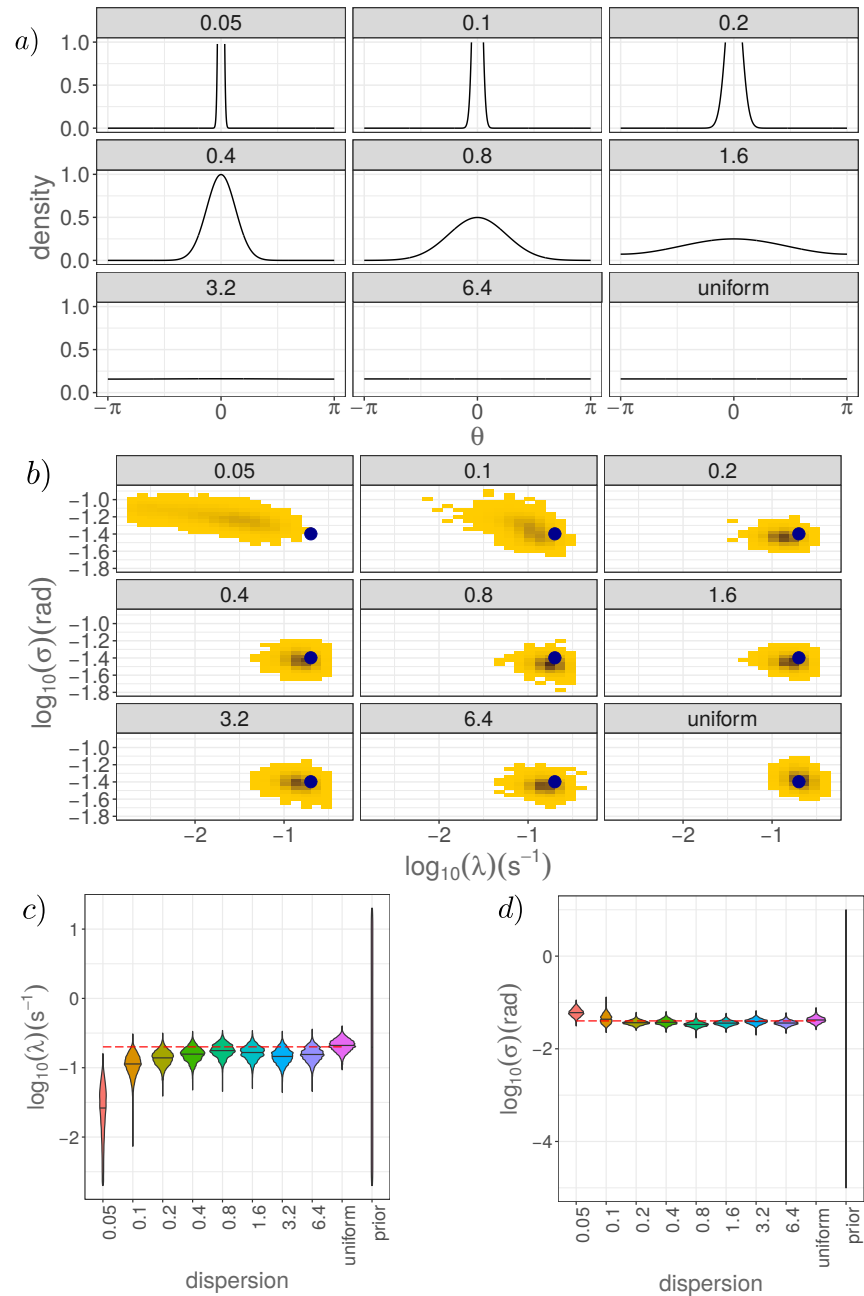 a)
0.05 0.1 0.2
1.0
0.5
0.0
0.4 0.8 1.6
1.0
0.5
0.0
density
3.2 6.4 uniform
1.0
0.5
0.0
−π 0 π −π 0 π −π 0 π
θ
b)
0.05 0.1 0.2
−1.0
−1.2
−1.4
−1.6
−1.8
0.4 0.8 1.6
−1.0
−1.2
−1.4
−1.6
−1.8
log₁₀(σ)(rad)
3.2 6.4 uniform
−1.0
−1.2
−1.4
−1.6
−1.8
−2 −1 −2 −1 −2 −1
log₁₀(λ)(s⁻¹)
c)
log₁₀(λ)(s⁻¹)
1
0
−1
−2
0.05 0.1 0.2 0.4 0.8 1.6 3.2 6.4 uniform prior
dispersion
d)
log₁₀(σ)(rad)
0
−2
−4
0.05 0.1 0.2 0.4 0.8 1.6 3.2 6.4 uniform prior
dispersion